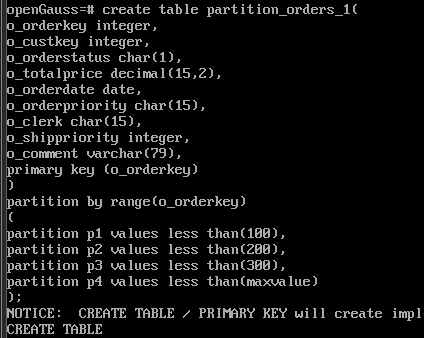 openGauss=# create table partition_orders_1(
o_orderkey integer,
o_custkey integer,
o_orderstatus char(1),
o_totalprice decimal(15,2),
o_orderdate date,
o_orderpriority char(15),
o_clerk char(15),
o_shippriority integer,
o_comment varchar(79),
primary key (o_orderkey)
)
partition by range(o_orderkey)
(
partition p1 values less than(100),
partition p2 values less than(200),
partition p3 values less than(300),
partition p4 values less than(maxvalue)
);
NOTICE:  CREATE TABLE / PRIMARY KEY will create impl
CREATE TABLE